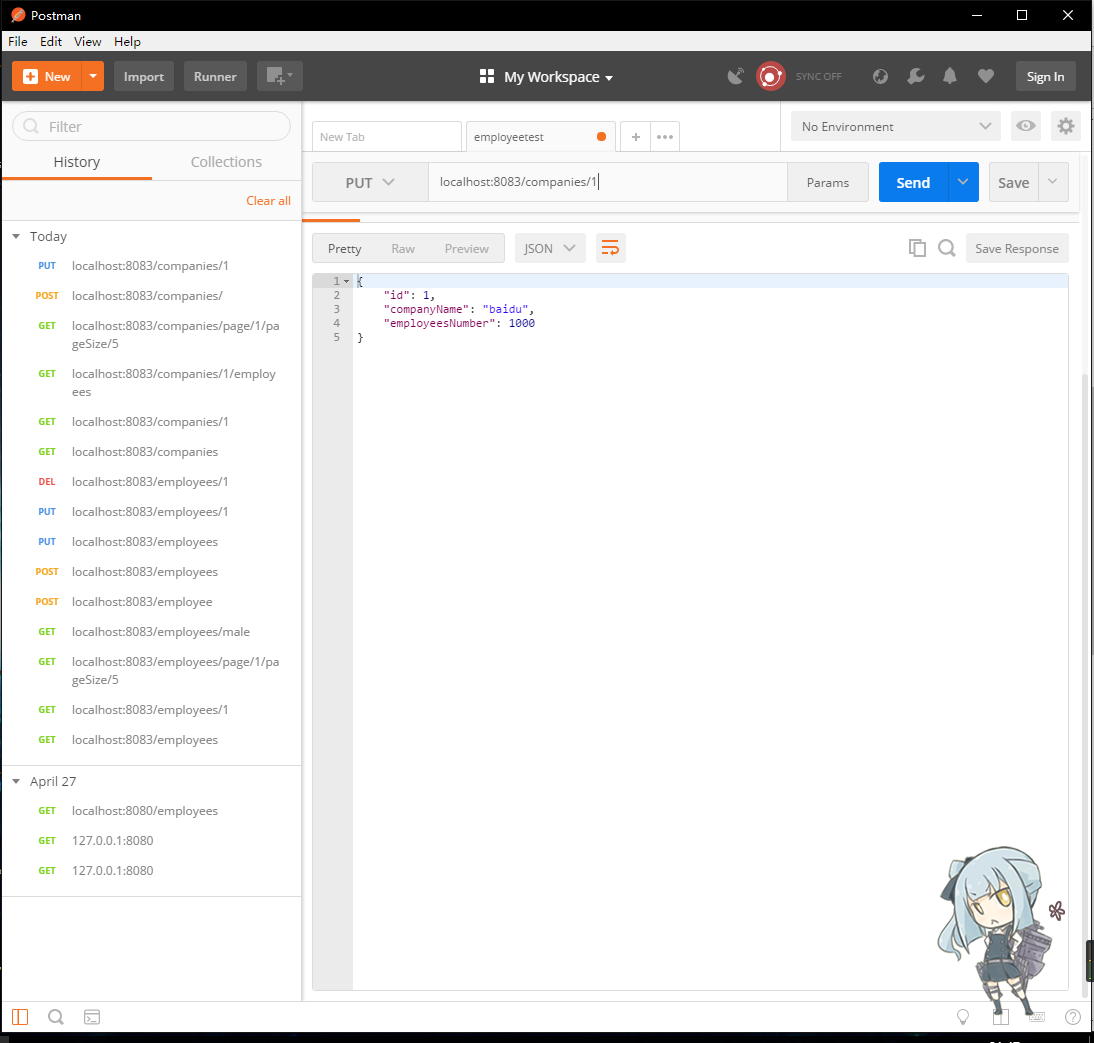 Postman
File Edit View Help
New Import Runner My Workspace SYNC OFF Sign In
Filter
History Collections
Clear all
Today
PUT localhost:8083/companies/1
POST localhost:8083/companies/
GET localhost:8083/companies/page/1/pa
geSize/5
GET localhost:8083/companies/1/employ
ees
GET localhost:8083/companies/1
GET localhost:8083/companies
DEL localhost:8083/employees/1
PUT localhost:8083/employees/1
PUT localhost:8083/employees
POST localhost:8083/employees
POST localhost:8083/employee
GET localhost:8083/employees/male
GET localhost:8083/employees/page/1/pa
geSize/5
GET localhost:8083/employees/1
GET localhost:8083/employees
April 27
GET localhost:8080/employees
GET 127.0.0.1:8080
GET 127.0.0.1:8080
New Tab employeetest
No Environment
PUT localhost:8083/companies/1 Params Send Save
Pretty Raw Preview JSON Save Response
1 {
2 "id": 1,
3 "companyName": "baidu",
4 "employeesNumber": 1000
5 }